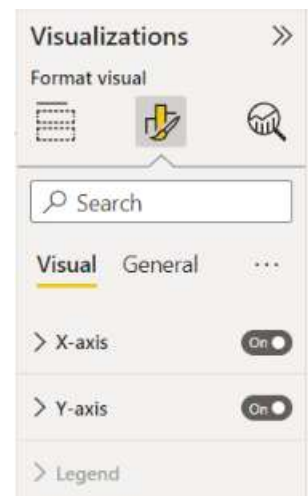 Visualizations
Format visual
Search
Visual General
X-axis On
Y-axis On
Legend